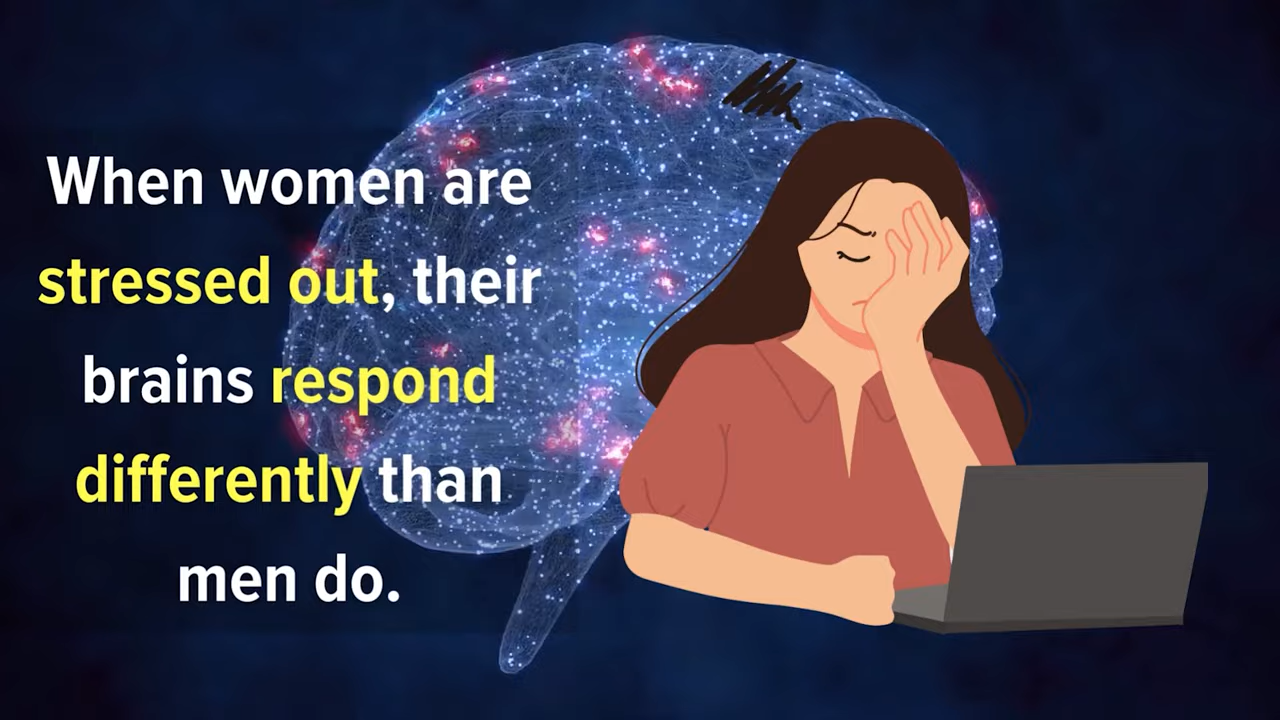 When women are
stressed out, their
brains respond
differently than
men do.